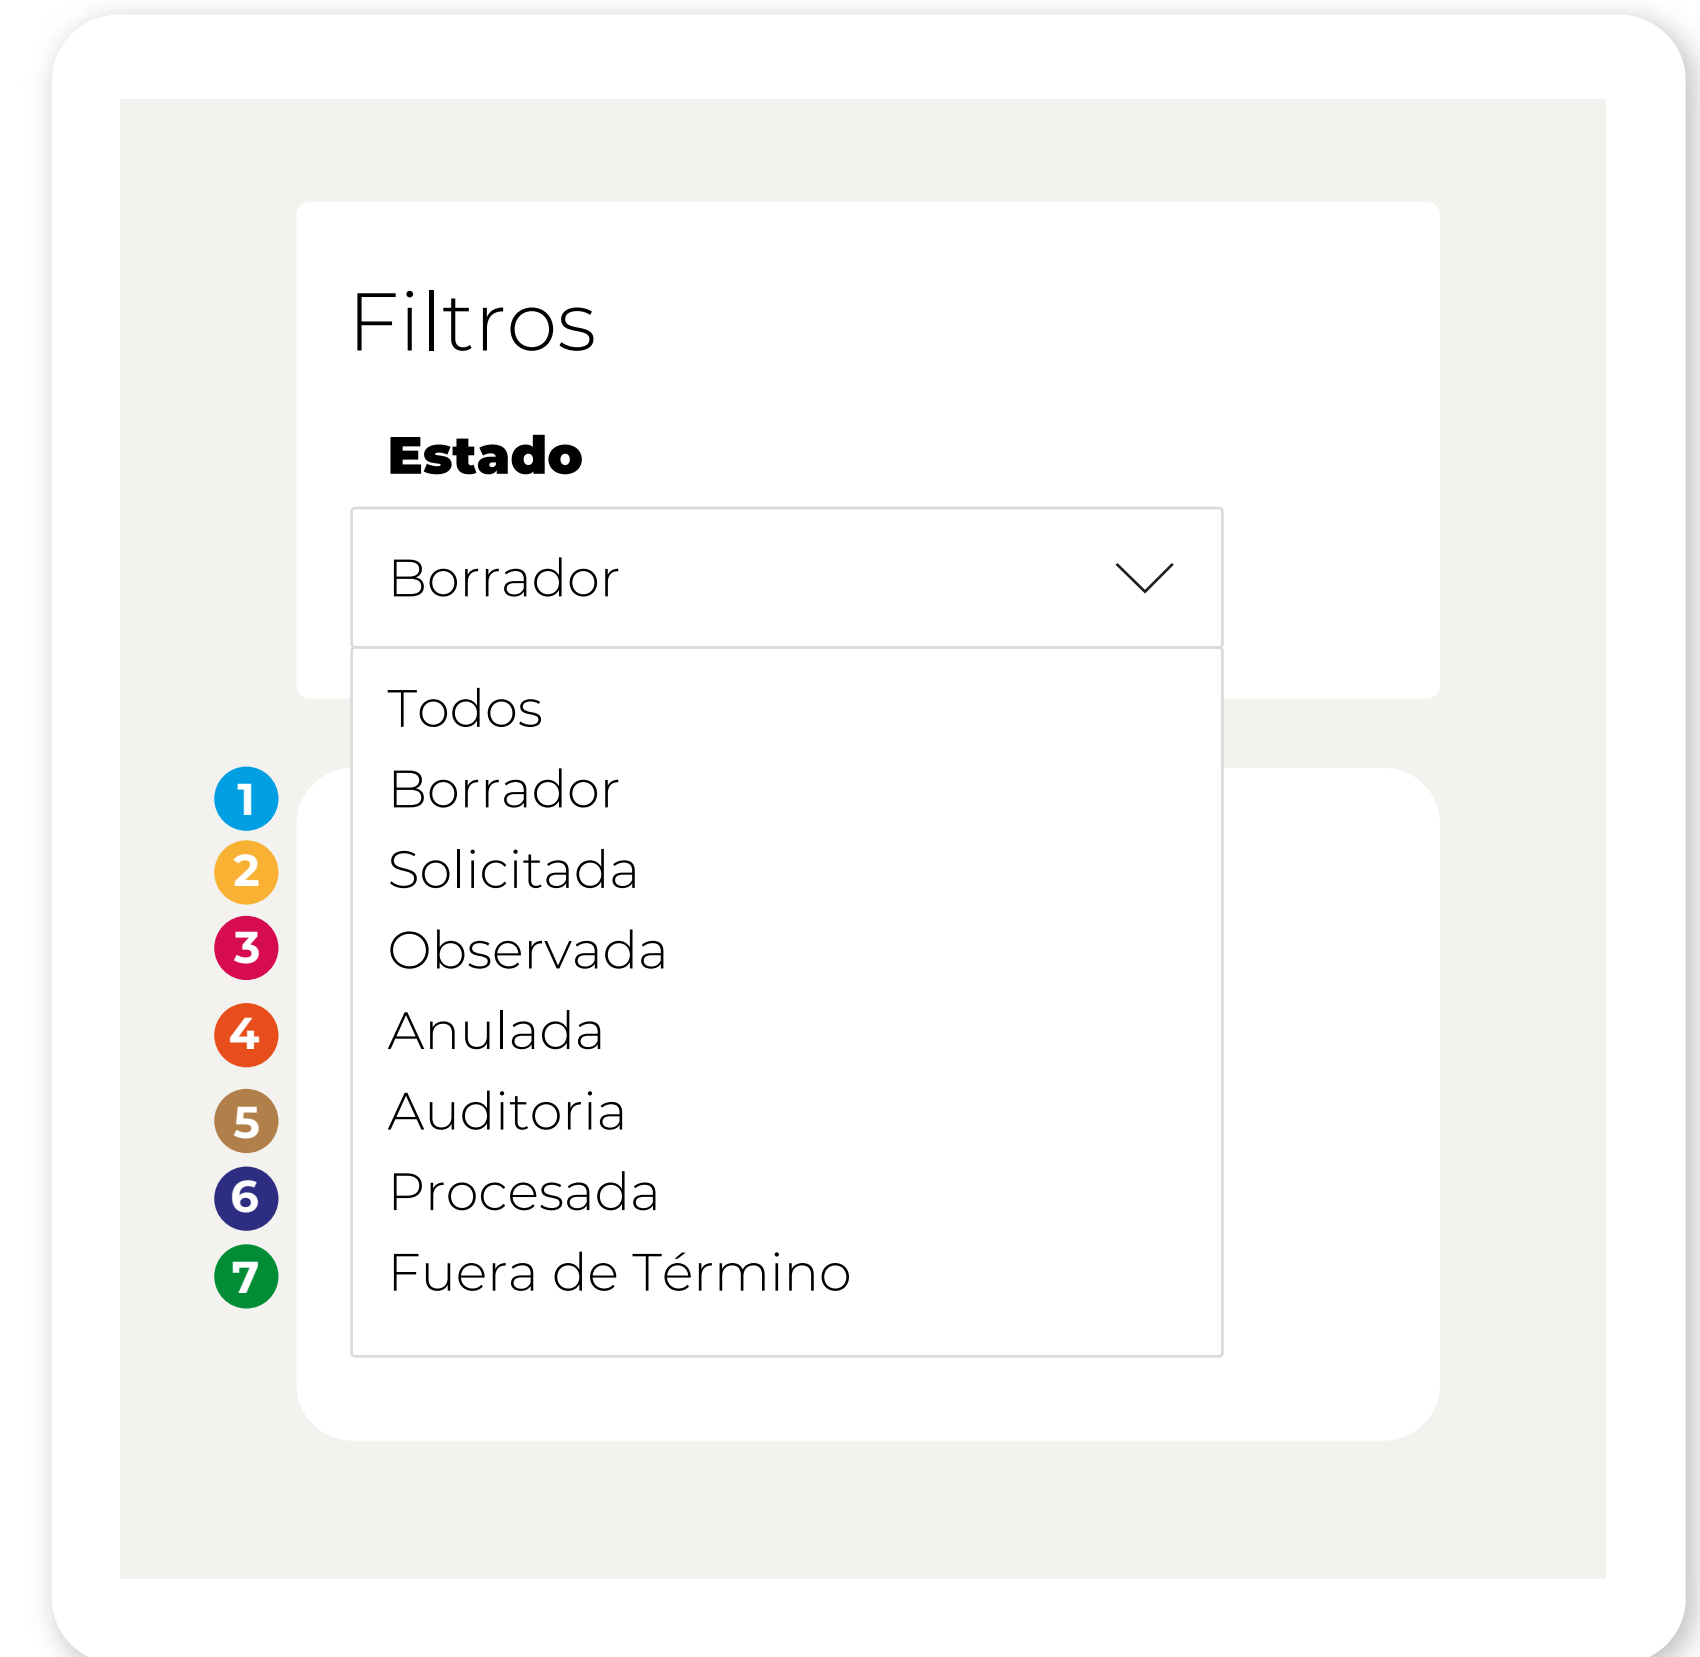 Filtros
Estado
Borrador
Todos
1 Borrador
2 Solicitada
3 Observada
4 Anulada
5 Auditoria
6 Procesada
7 Fuera de Término